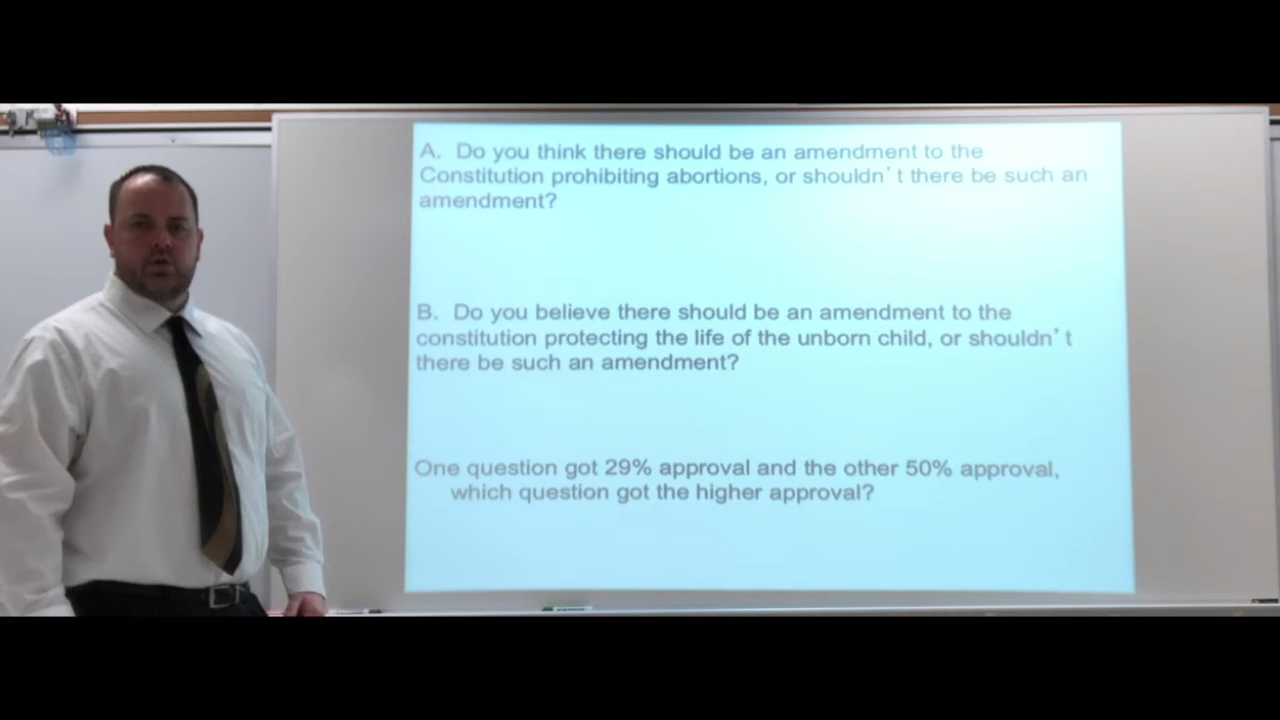 A. Do you think there should be an amendment to the
Constitution prohibiting abortions, or shouldn't there be such an
amendment?
B. Do you believe there should be an amendment to the
constitution protecting the life of the unborn child, or shouldn't
there be such an amendment?
One question got 29% approval and the other 50% approval,
which question got the higher approval?